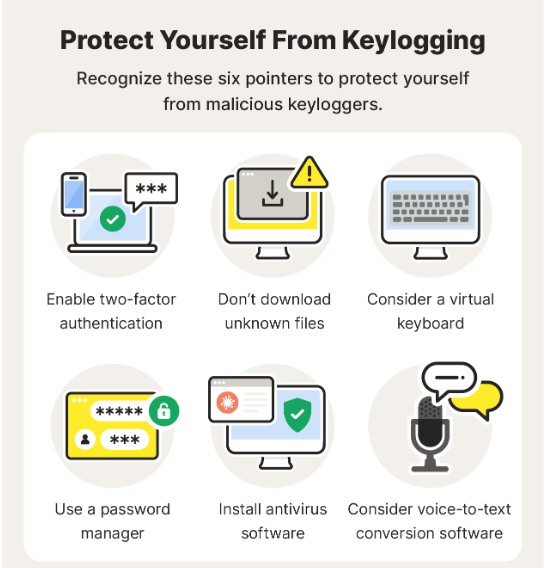 Protect Yourself From Keylogging
Recognize these six pointers to protect yourself
from malicious keyloggers.
***
Enable two-factor
authentication
Don't download
unknown files
Consider a virtual
keyboard
*****
***
Use a password
manager
Install antivirus
software
Consider voice-to-text
conversion software